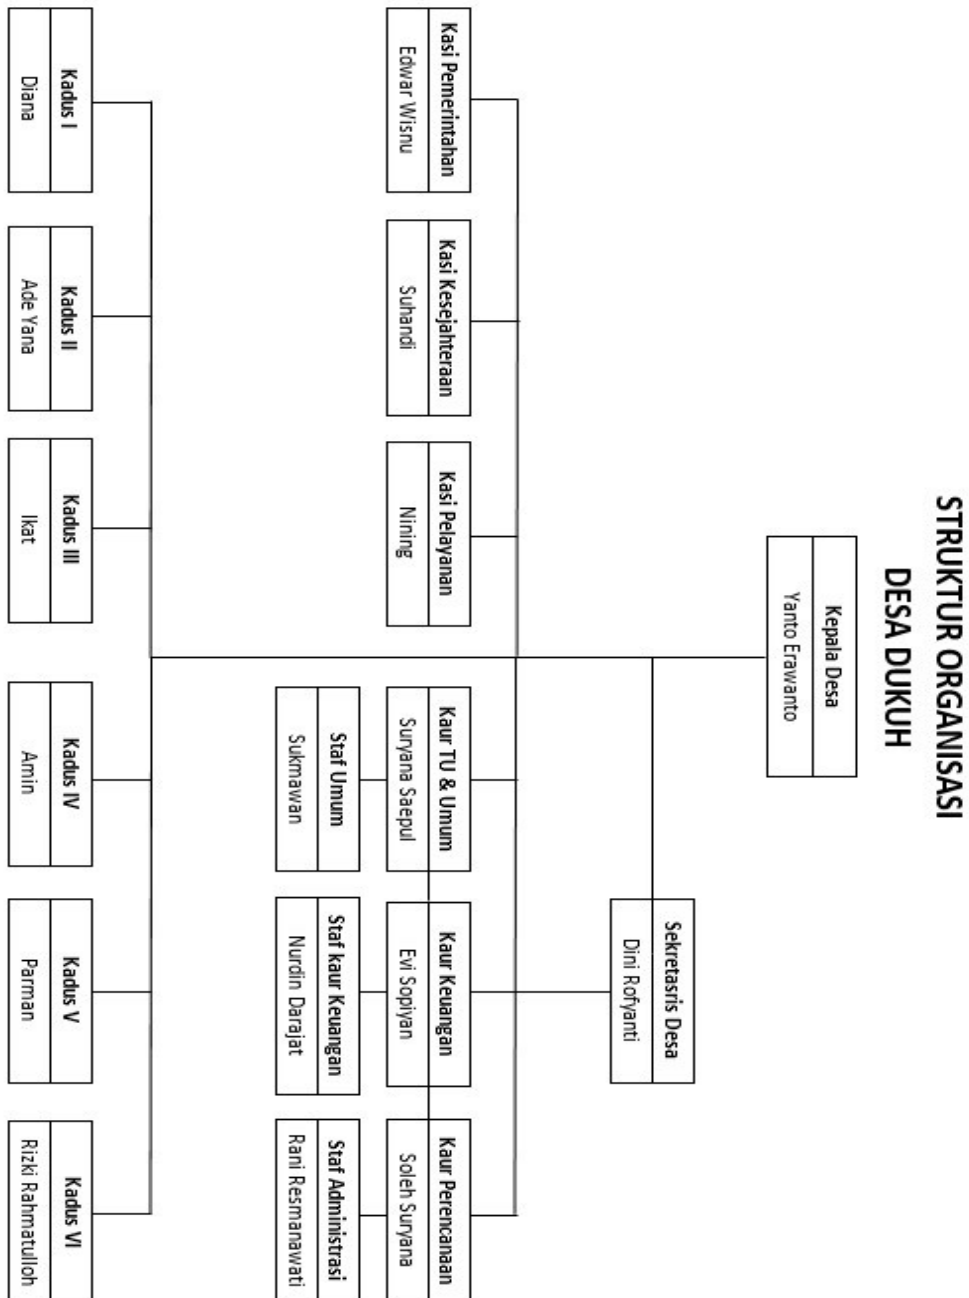 STRUKTUR ORGANISASI
DESA DUKUH
Kepala Desa
Yanto Erawanto
Sekretasris Desa
Dini Rofyanti
Kasi Pemerintahan
Edwar Wisnu
Kasi Kesejahteraan
Suhandi
Kasi Pelayanan
Nining
Kaur TU & Umum
Suryana Saepul
Kaur Keuangan
Evi Sopiyan
Kaur Perencanaan
Soleh Suryana
Staf Umum
Sukmawan
Staf kaur Keuangan
Nurdin Darajat
Staf Administrasi
Rani Resmanawati
Kadus I
Diana
Kadus II
Ade Yana
Kadus III
Ikat
Kadus IV
Amin
Kadus V
Parman
Kadus VI
Rizki Rahmatulloh